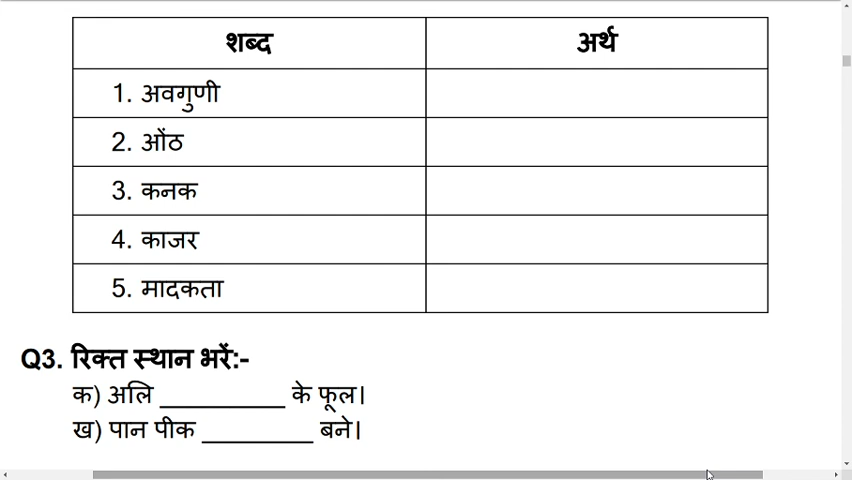 शब्द अर्थ
1. अवगुणी
2. ओंठ
3. कनक
4. काजर
5. मादकता
Q3. रिक्त स्थान भरें:-
क) अलि __________ के फूल।
ख) पान पीक _________ बने।